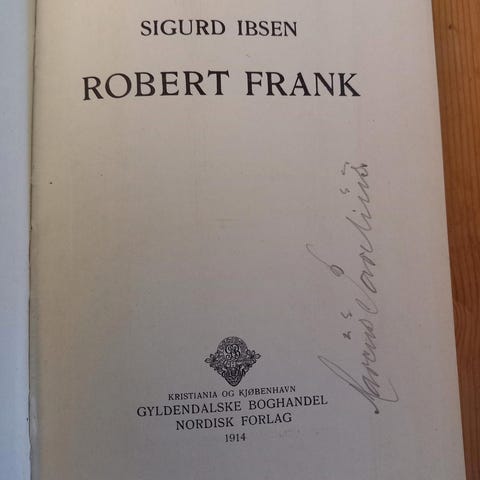 SIGURD IBSEN
ROBERT FRANK
KRISTIANIA OG KJØBENHAVN
GYLDENDALSKE BOGHANDEL
NORDISK FORLAG
1914